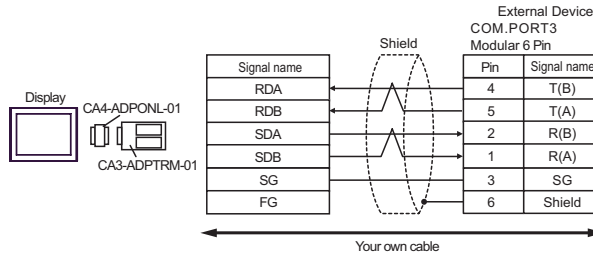 External Device
COM.PORT3
Modular 6 Pin
Shield
Display
CA4-ADPONL-01
CA3-ADPTRM-01
Signal name
Pin Signal name
RDA 4 T(B)
RDB 5 T(A)
SDA 2 R(B)
SDB 1 R(A)
SG 3 SG
FG 6 Shield
Your own cable